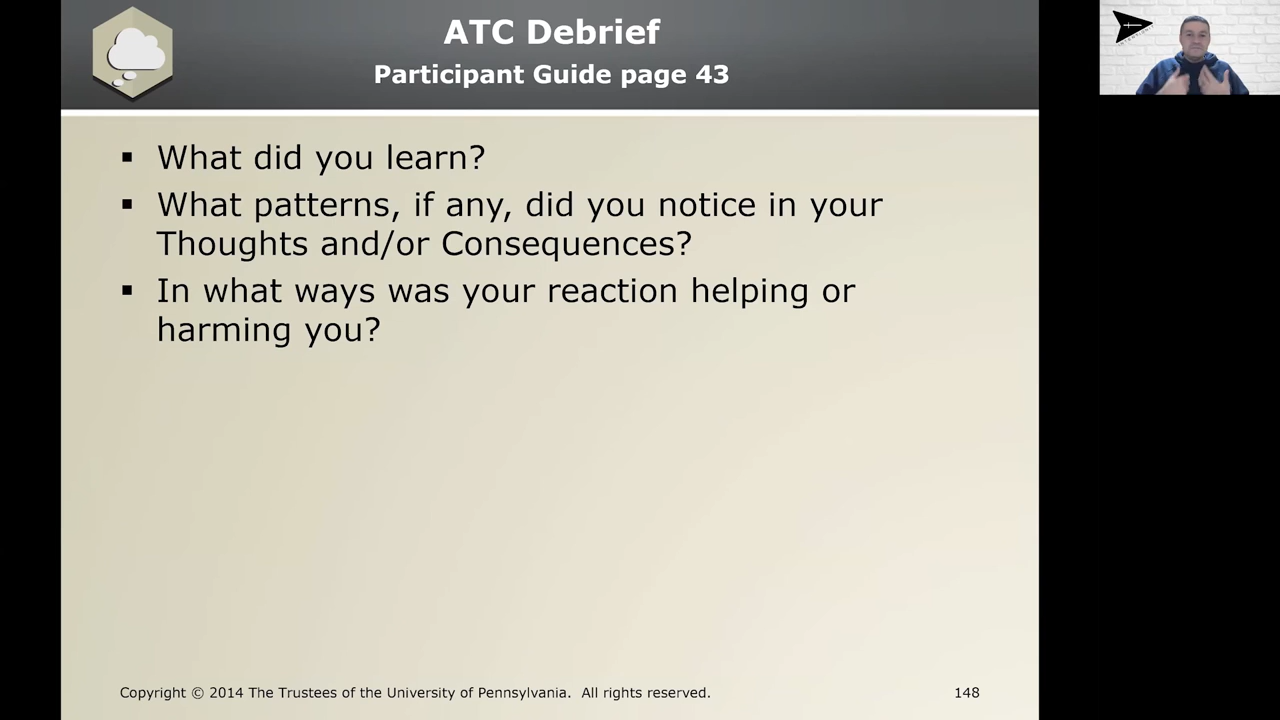 ATC Debrief
Participant Guide page 43
▪ What did you learn?
▪ What patterns, if any, did you notice in your
Thoughts and/or Consequences?
▪ In what ways was your reaction helping or
harming you?
Copyright © 2014 The Trustees of the University of Pennsylvania. All rights reserved.
148